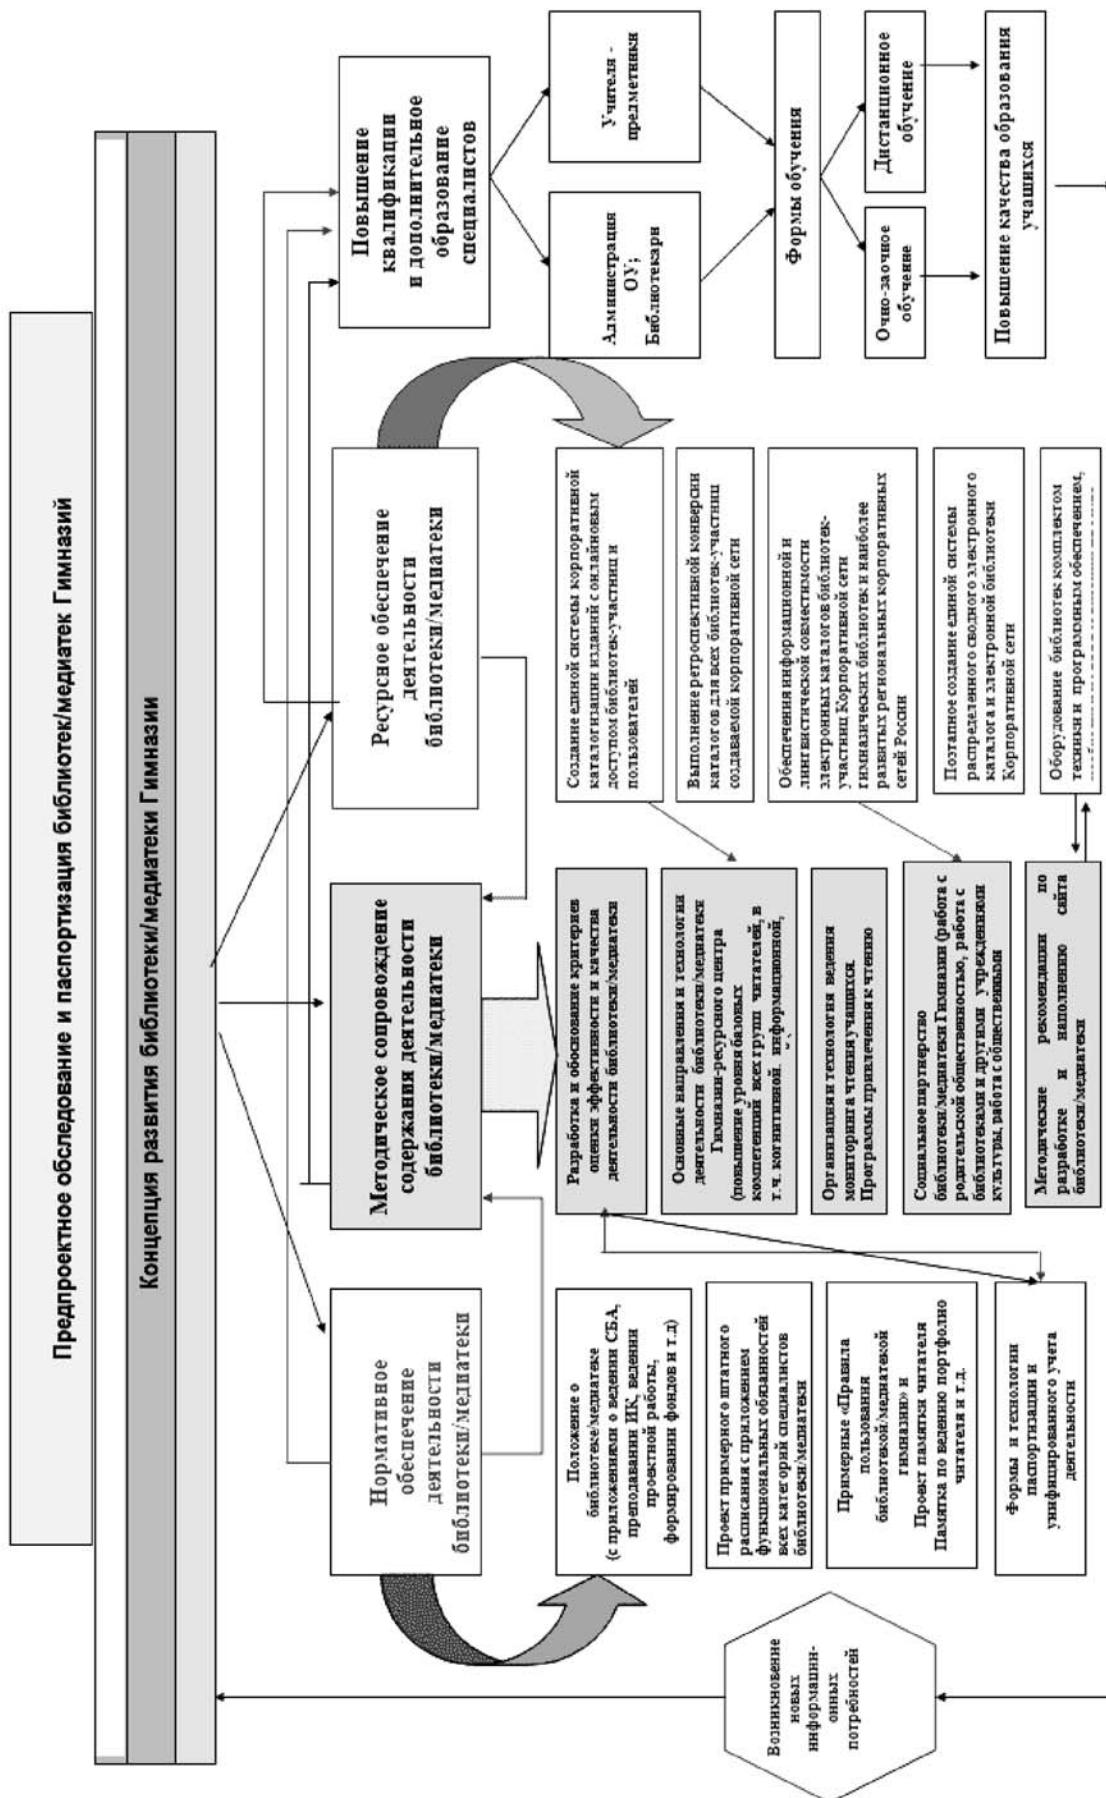 Предпроектное обследование и паспортизация библиотек/медиатек Гимназий
Концепция развития библиотеки/медиатеки Гимназии
Нормативное
обеспечение
деятельности
библиотеки/медиатеки
Методическое сопровождение
содержания деятельности
библиотеки/медиатеки
Ресурсное обеспечение
деятельности
библиотеки/медиатеки
Повышение
квалификации
и дополнительное
образование
специалистов
Положение о
библиотеке/медиатеке
(с приложениями о ведении СБА,
преподавании ИК, ведении
проектной работы,
формировании фондов и т.д)
Проект примерного штатного
расписания с приложением
функциональных обязанностей
всех категорий специалистов
библиотеки/медиатеки
Примерные «Правила
пользования
библиотекой/медиатекой
гимназии» и
Проект памятки читателя
Памятка по ведению портфолио
читателя и т.д.
Формы и технологии
паспортизации и
унифицированного учета
деятельности
Разработка и обоснование критериев
оценки эффективности и качества
деятельности библиотеки/медиатеки
Основные направления и технологии
деятельности библиотеки/медиатеки
Гимназии-ресурсного центра
(повышение уровня базовых
компетенций всех групп читателей, в
т.ч. когнитивной, информационной,
Организация и технология ведения
мониторинга чтения учащихся.
Программы привлечения к чтению
Социальное партнерство
библиотеки/медиатеки Гимназии (работа с
родительской общественностью, работа с
библиотеками и другими учреждениями
культуры, работа с общественными
Методические рекомендации по
разработке и наполнению сайта
библиотеки/медиатеки
Создание единой системы корпоративной
каталогизации изданий с онлайновым
доступом библиотек-участниц и
пользователей
Выполнение ретроспективной конверсии
каталогов для всех библиотек-участниц
создаваемой корпоративной сети
Обеспечения информационной и
лингвистической совместимости
электронных каталогов библиотек-
участниц Корпоративной сети
гимназических библиотек и наиболее
развитых региональных корпоративных
сетей России
Поэтапное создание единой системы
распределенного сводного электронного
каталога и электронной библиотеки
Корпоративной сети
Оборудование библиотек комплектом
техники и программным обеспечением,
Администрация
ОУ;
Библиотекари
Учителя -
предметники
Формы обучения
Очно-заочное
обучение
Дистанционное
обучение
Повышение качества образования
учащихся
Возникновение
новых
информацион-
онных
потребностей